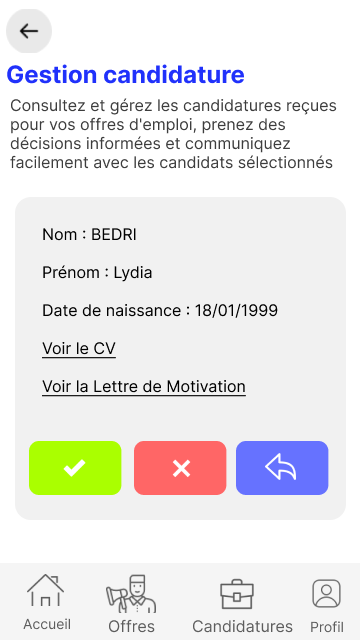 Gestion candidature
Consultez et gérez les candidatures reçues
pour vos offres d'emploi, prenez des
décisions informées et communiquez
facilement avec les candidats sélectionnés
Nom : BEDRI
Prénom : Lydia
Date de naissance : 18/01/1999
Voir le CV
Voir la Lettre de Motivation
Accueil
Offres
Candidatures
Profil